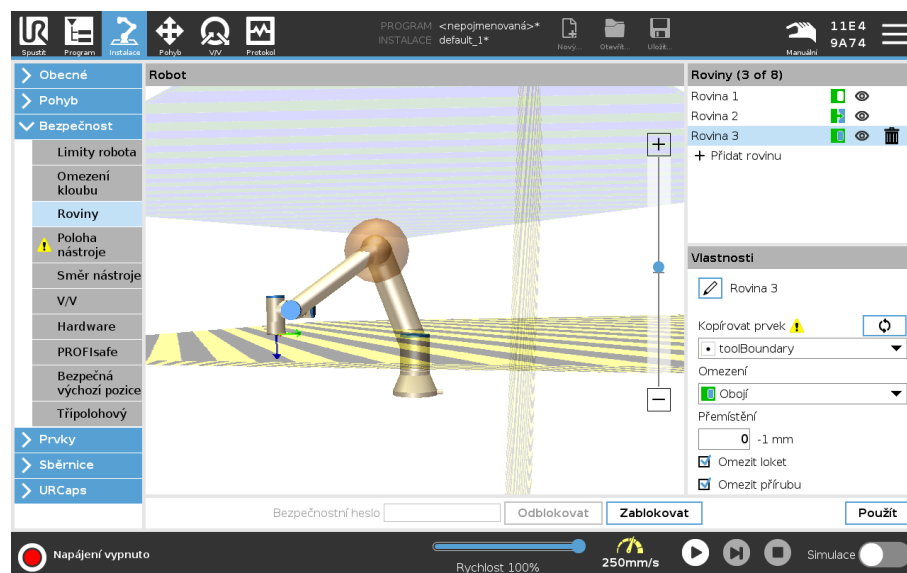 PROGRAM <nepojmenovaná>*
INSTALACE default_1*
Spustit
Program
Instalace
Pohyb
V/V
Protokol
Nový...
Otevřít...
Uložit...
Manuální
11E4
9A74
Obecné
Pohyb
Bezpečnost
Limity robota
Omezení
kloubu
Roviny
Poloha
nástroje
Směr nástroje
V/V
Hardware
PROFIsafe
Bezpečná
výchozí pozice
Třípolohový
Prvky
Sběrnice
URCaps
Robot
Roviny (3 of 8)
Rovina 1
Rovina 2
Rovina 3
+ Přidat rovinu
Vlastnosti
Rovina 3
Kopírovat prvek
toolBoundary
Omezení
Obojí
Přemístění
0 -1 mm
Omezit loket
Omezit přírubu
Bezpečnostní heslo
Odblokovat
Zablokovat
Použít
Napájení vypnuto
Rychlost 100%
250mm/s
Simulace